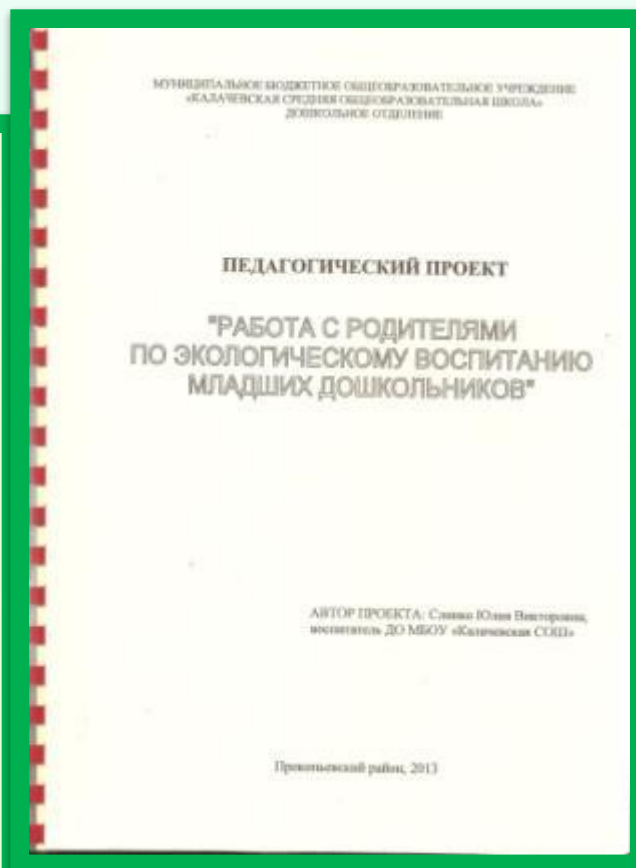 МУНИЦИПАЛЬНОЕ БЮДЖЕТНОЕ ОБЩЕОБРАЗОВАТЕЛЬНОЕ УЧРЕЖДЕНИЕ
«КАЛАЧЕВСКАЯ СРЕДНЯЯ ОБЩЕОБРАЗОВАТЕЛЬНАЯ ШКОЛА»
ДОШКОЛЬНОЕ ОТДЕЛЕНИЕ
ПЕДАГОГИЧЕСКИЙ ПРОЕКТ
"РАБОТА С РОДИТЕЛЯМИ
ПО ЭКОЛОГИЧЕСКОМУ ВОСПИТАНИЮ
МЛАДШИХ ДОШКОЛЬНИКОВ"
АВТОР ПРОЕКТА: Юлия Викторовна,
воспитатель ДО МБОУ «Калачевская СОШ»
Прокопьевский район, 2013